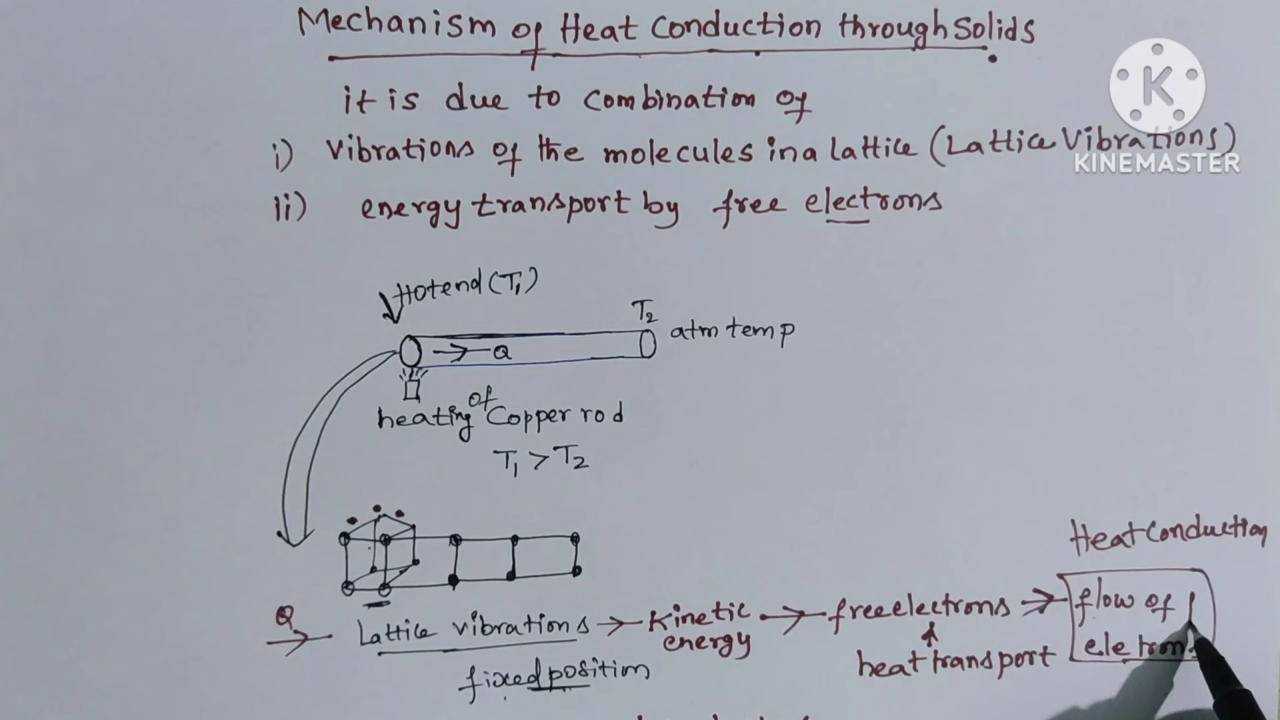 Mechanism of Heat Conduction through Solids
it is due to combination of
i) Vibrations of the molecules in a lattice (Lattice Vibrations)
K
KINEMASTER
ii) energy transport by free electrons
Hot end (T1)
T2
atm temp
Q
heating of Copper rod
T1 > T2
Heat Conduction
Q
Lattice vibrations → Kinetic energy → free electrons → flow of
fixed position
heat transport